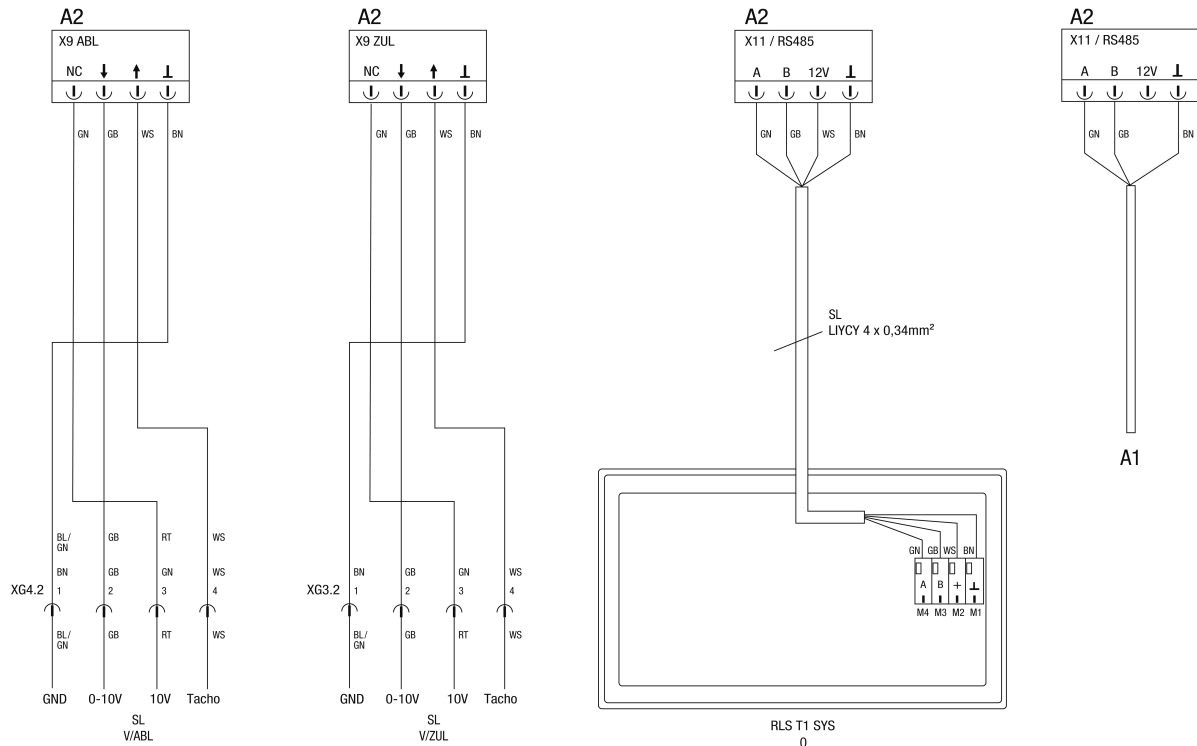 A2
X9 ABL
NC
GN
GB
WS
BN
BL/
GN
GB
RT
WS
BN
GB
GN
WS
XG4.2
1
2
3
4
BL/
GN
GB
RT
WS
GND
0-10V
10V
Tacho
SL
V/ABL
A2
X9 ZUL
NC
GN
GB
WS
BN
BN
GB
GN
WS
XG3.2
1
2
3
4
BL/
GN
GB
RT
WS
GND
0-10V
10V
Tacho
SL
V/ZUL
A2
X11 / RS485
A B 12V
GN
GB
WS
BN
SL
LIYCY 4 x 0,34mm²
GN GB WS BN
A B +
M4 M3 M2 M1
RLS T1 SYS
0
A2
X11 / RS485
A B 12V
GN
GB
BN
A1